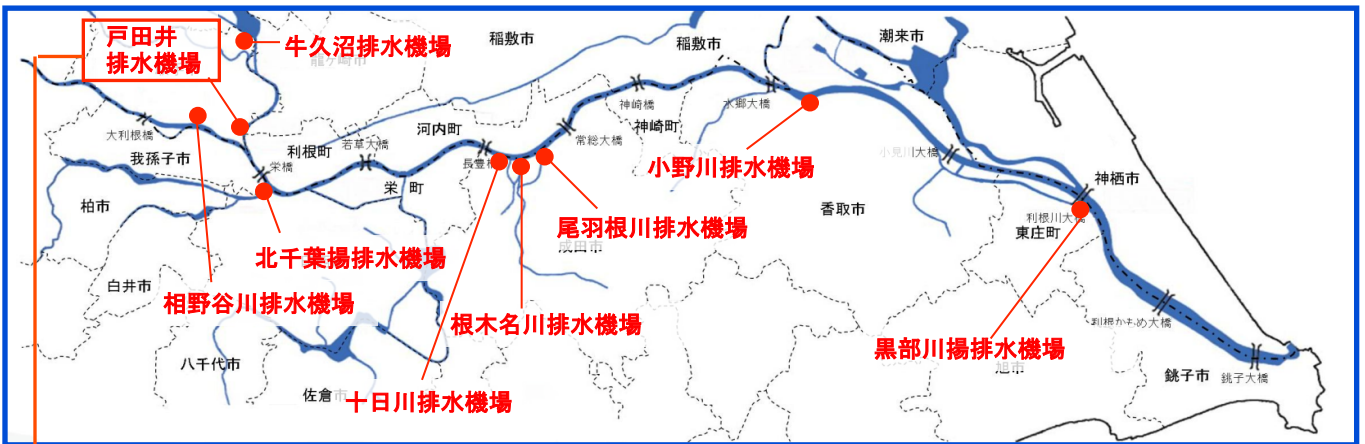 戸田井
排水機場
牛久沼排水機場
龍ヶ崎市
稲敷市
稲敷市
潮来市
大利根橋
我孫子市
栄橋
利根町
若草大橋
河内町
長豊橋
常総大橋
神崎橋
神崎町
水郷大橋
小野川排水機場
小見川大橋
神栖市
利根川大橋
東庄町
柏市
栄町
尾羽根川排水機場
成田市
香取市
北千葉揚排水機場
白井市
相野谷川排水機場
根木名川排水機場
黒部川揚排水機場
利根かもめ大橋
旭市
八千代市
佐倉市
十日川排水機場
銚子市
銚子大橋